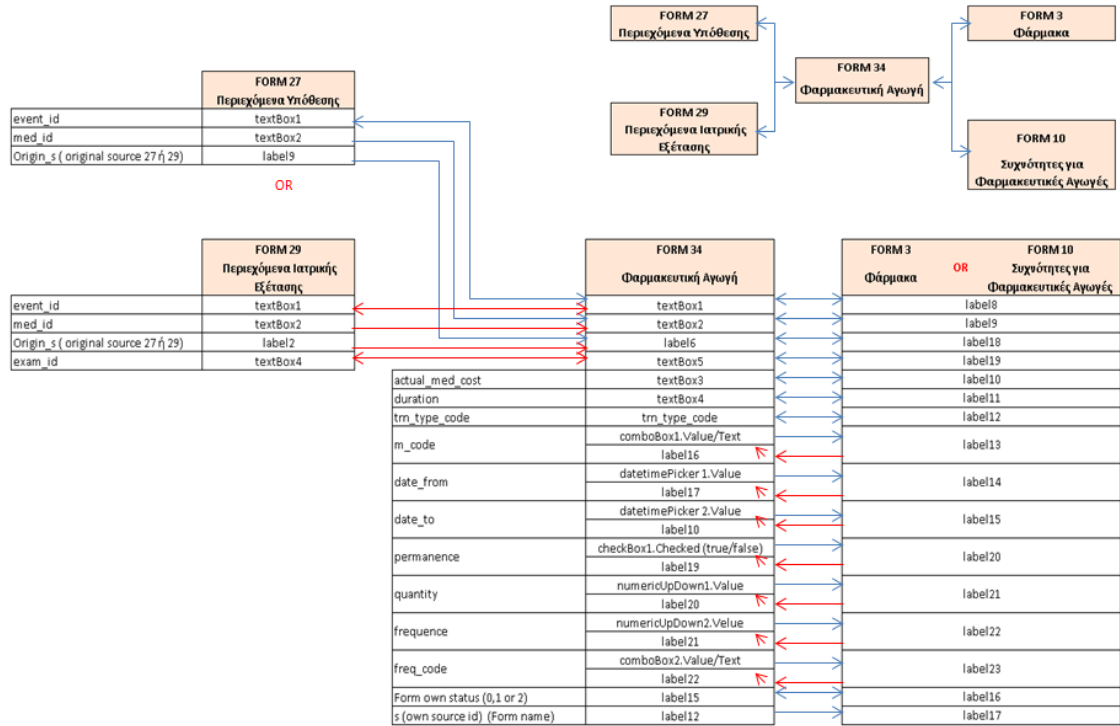 FORM 27
Περιεχόμενα Υπόθεσης
FORM 3
Φάρμακα
FORM 34
Φαρμακευτική Αγωγή
FORM 29
Περιεχόμενα Ιατρικής
Εξέτασης
FORM 10
Συχνότητες για
Φαρμακευτικές Αγωγές
FORM 27
Περιεχόμενα Υπόθεσης
event_id textBox1
med_id textBox2
Origin_s ( original source 27 ή 29) label9
OR
FORM 29
Περιεχόμενα Ιατρικής
Εξέτασης
event_id textBox1
med_id textBox2
Origin_s ( original source 27 ή 29) label2
exam_id textBox4
FORM 34
Φαρμακευτική Αγωγή
textBox1
textBox2
label6
textBox5
actual_med_cost textBox3
duration textBox4
trn_type_code trn_type_code
m_code
comboBox1.Value/Text
label16
date_from
datetimePicker 1.Value
label17
date_to
datetimePicker 2.Value
label10
permanence
checkBox1.Checked (true/false)
label19
quantity
numericUpDown1.Value
label20
frequence
numericUpDown2.Velue
label21
freq_code
comboBox2.Value/Text
label22
Form own status (0,1 or 2) label15
s (own source id) (Form name) label12
FORM 3
Φάρμακα
OR
FORM 10
Συχνότητες για
Φαρμακευτικές Αγωγές
label8
label9
label18
label19
label10
label11
label12
label13
label14
label15
label20
label21
label22
label23
label16
label17